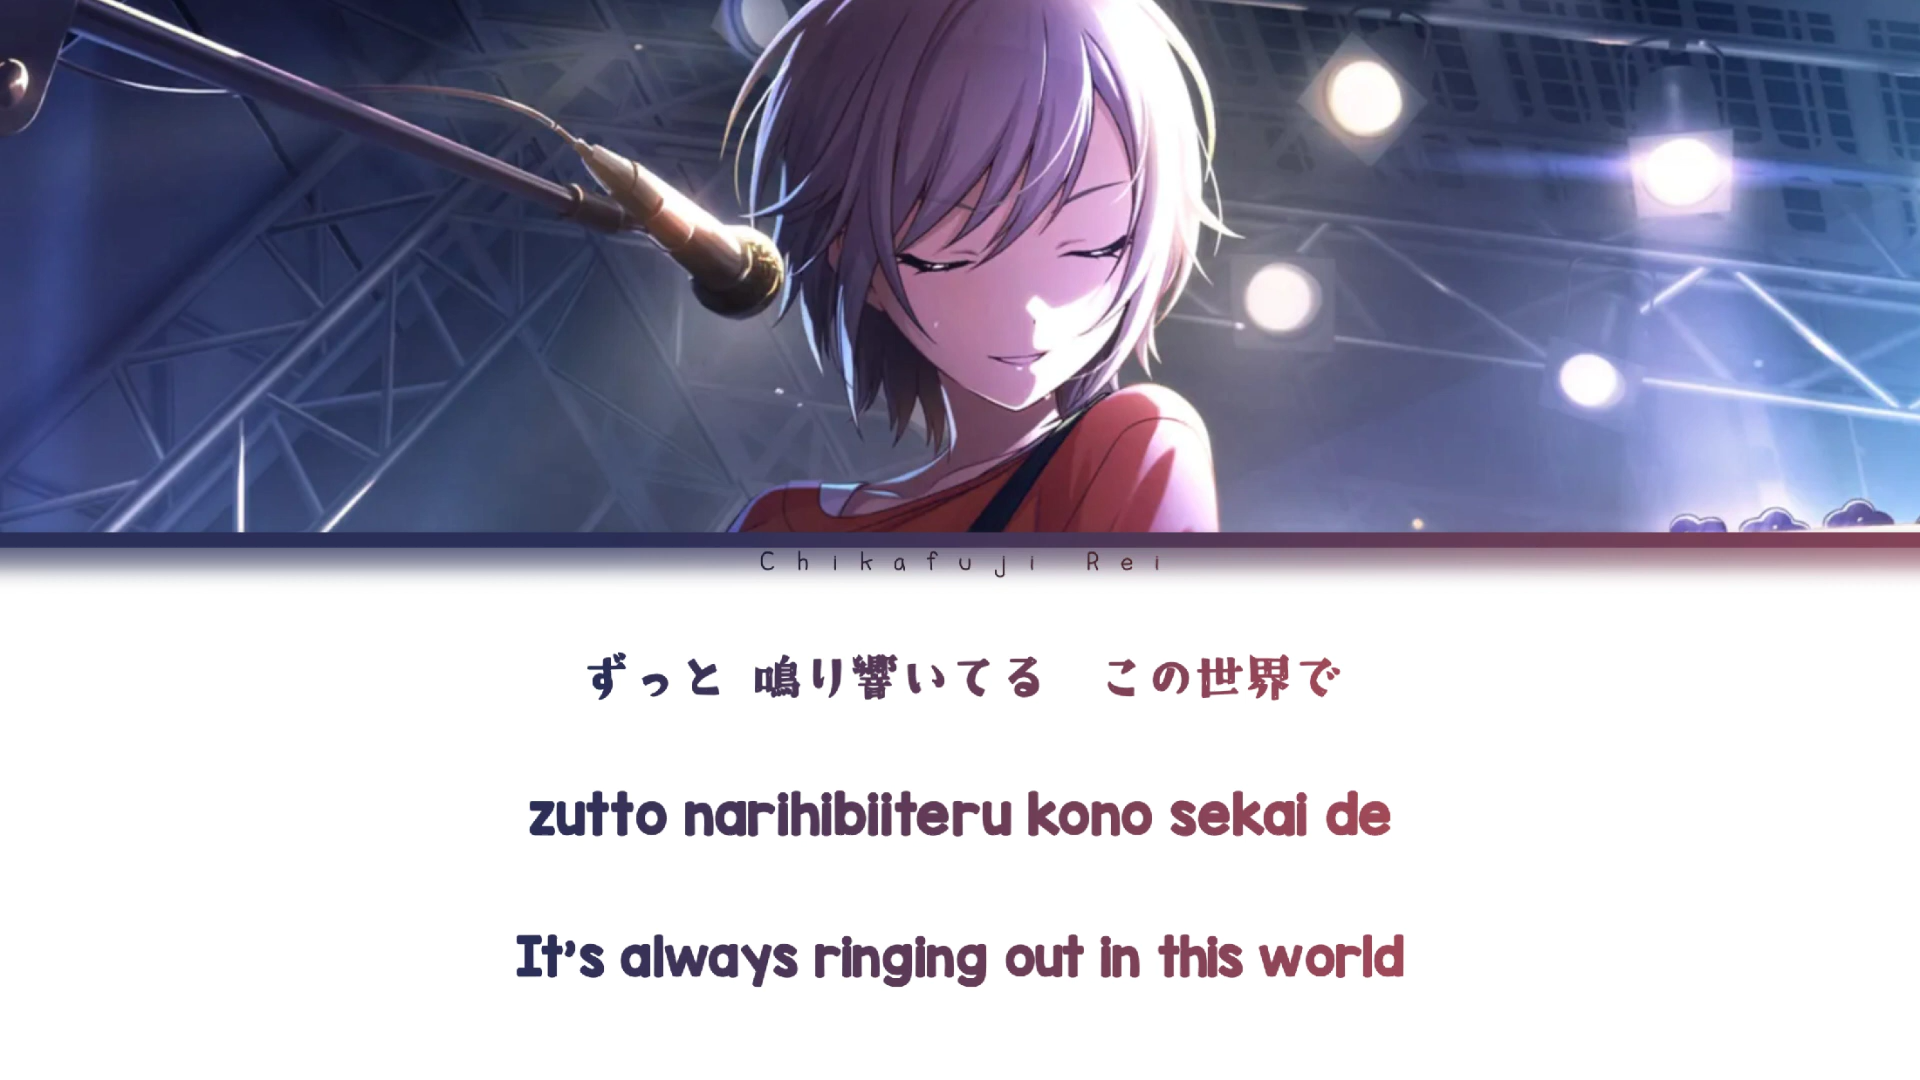 Chikafuji Rei
ずっと 鳴り響いてる　この世界で
zutto narihibiiteru kono sekai de
It's always ringing out in this world